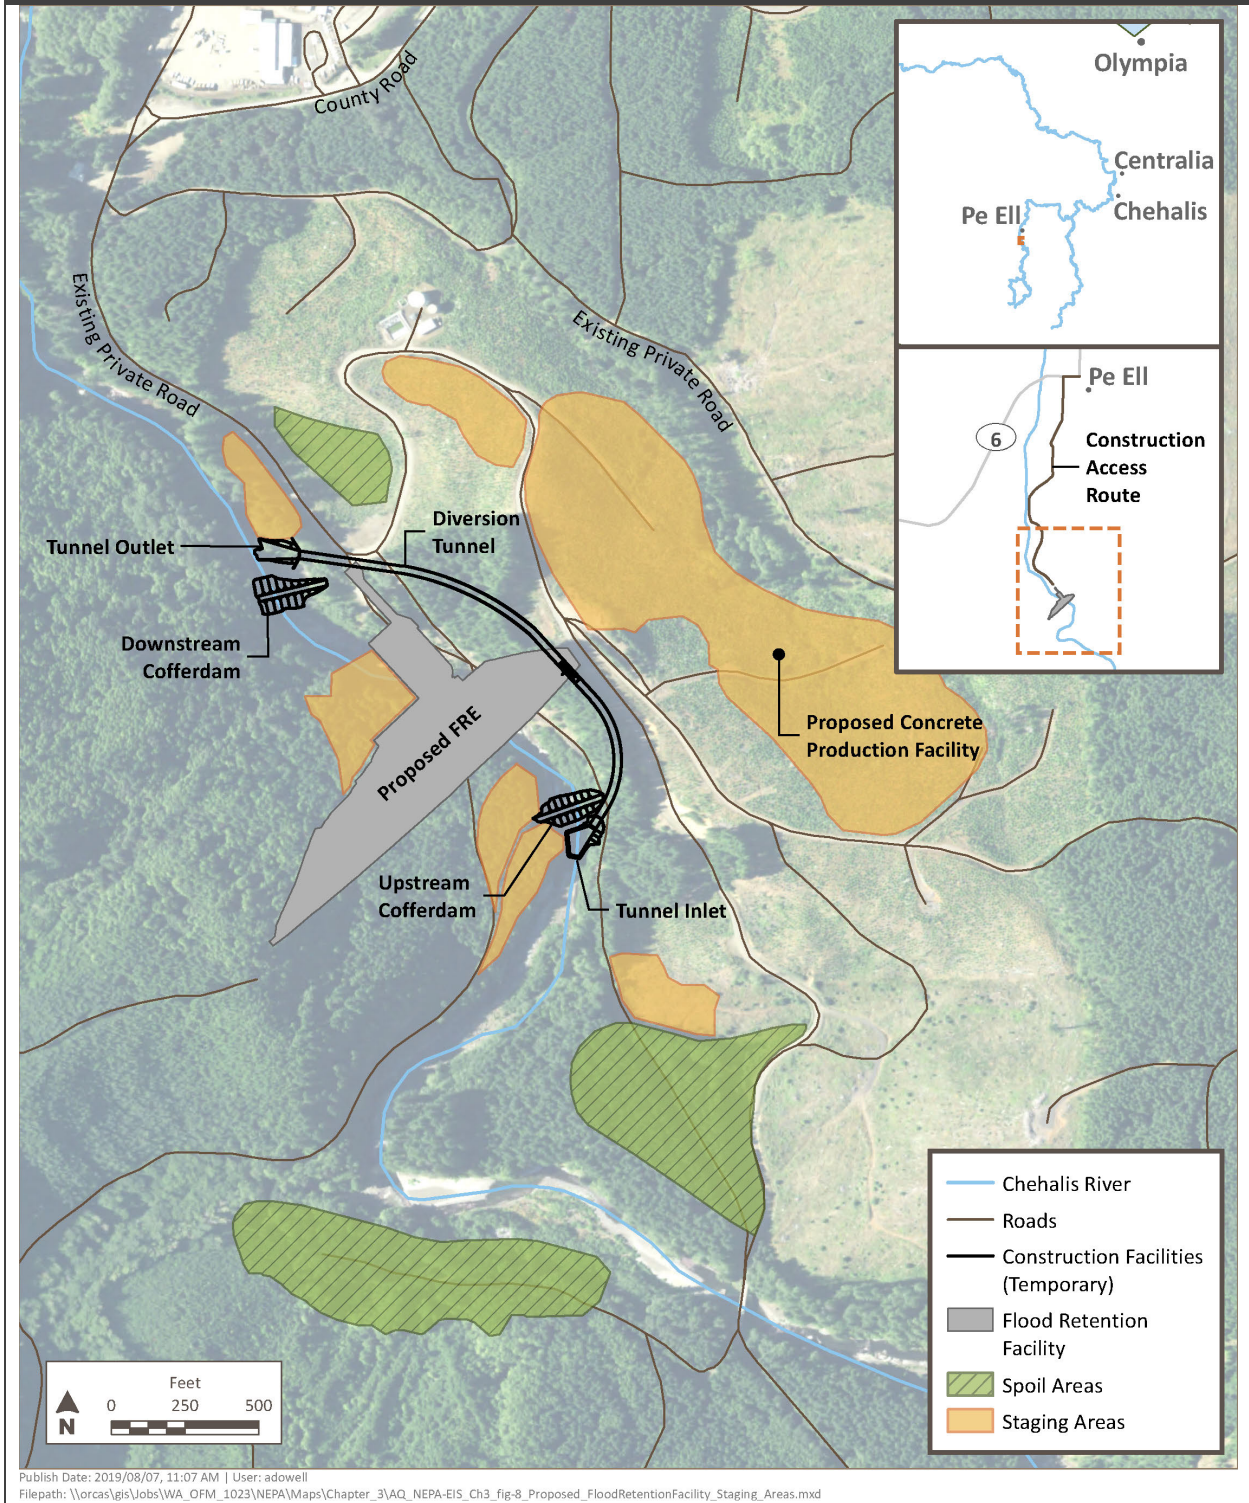 County Road
Olympia
Centralia
Chehalis
Pe Ell
Existing Private Road
Existing Private Road
Pe Ell
6
Construction
Access
Route
Diversion
Tunnel
Tunnel Outlet
Downstream
Cofferdam
Proposed FRE
Proposed Concrete
Production Facility
Upstream
Cofferdam
Tunnel Inlet
Chehalis River
Roads
Construction Facilities
(Temporary)
Flood Retention
Facility
Spoil Areas
Staging Areas
Feet
0 250 500
N
Publish Date: 2019/08/07, 11:07 AM | User: adowell
Filepath: \\orcas\gis\Jobs\WA_OFM_1023\NEPA\Maps\Chapter_3\AQ_NEPA-EIS_Ch3_fig-8_Proposed_FloodRetentionFacility_Staging_Areas.mxd